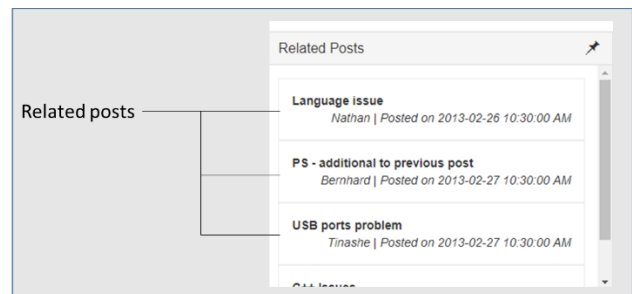 Related Posts
Language issue
Nathan | Posted on 2013-02-26 10:30:00 AM
Related posts
PS - additional to previous post
Bernhard | Posted on 2013-02-27 10:30:00 AM
USB ports problem
Tinashe | Posted on 2013-02-27 10:30:00 AM
C++ Issues